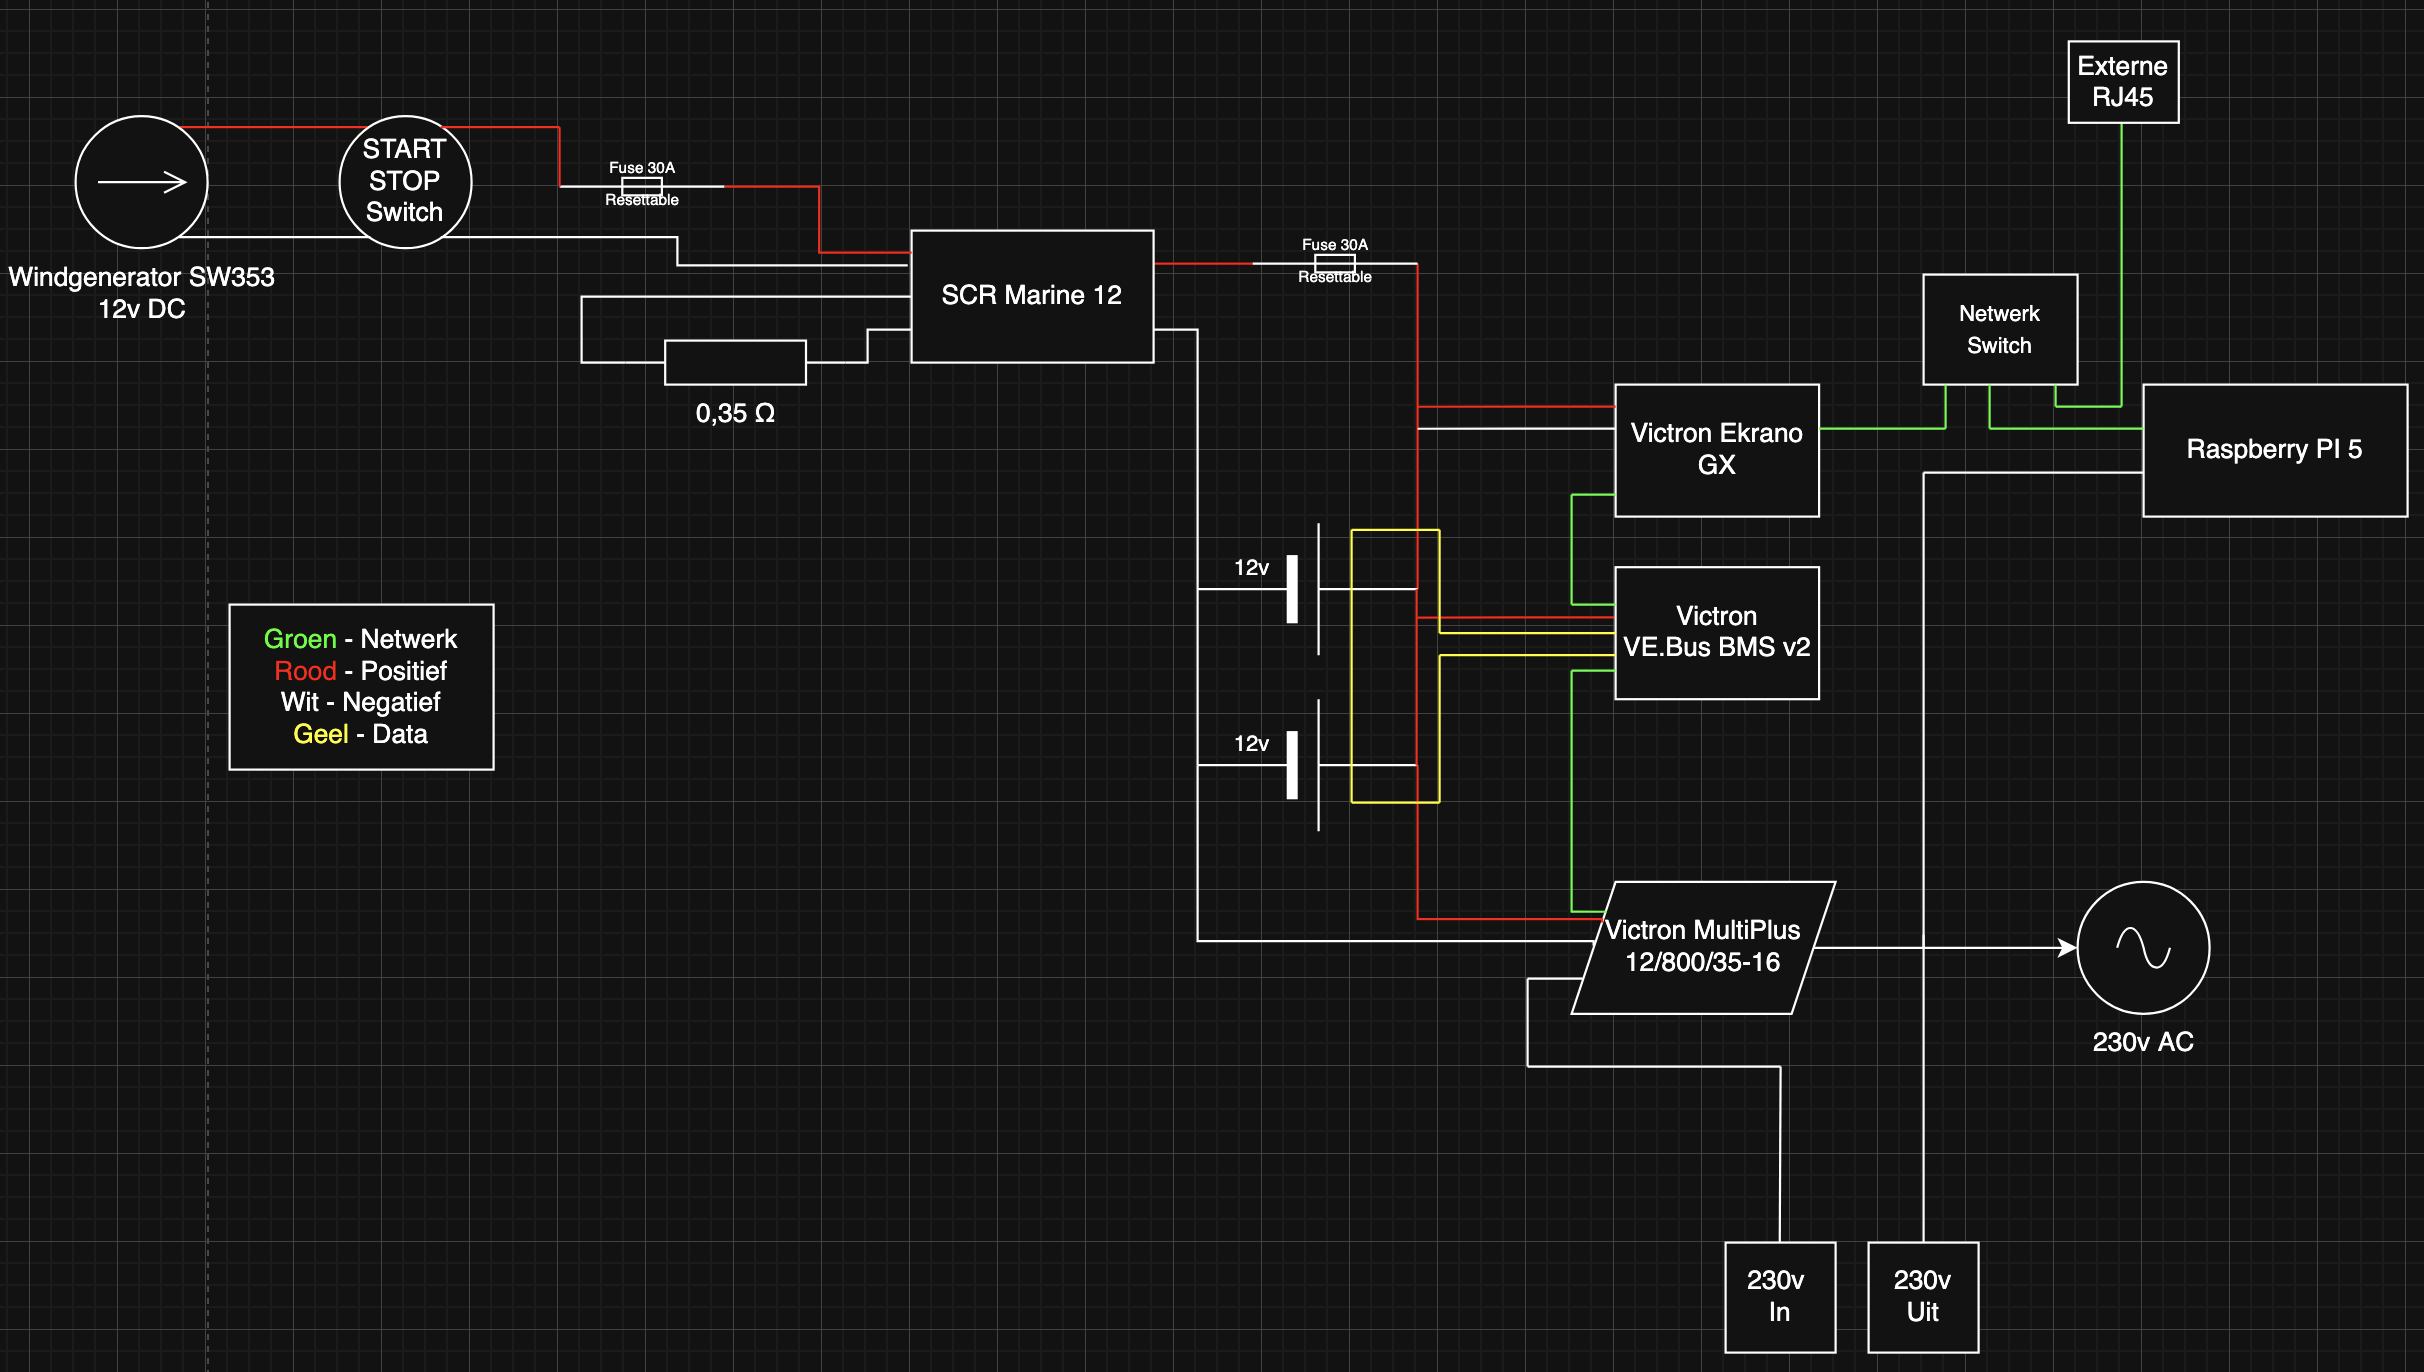 Externe
RJ45
START
STOP
Switch
Fuse 30A
Resettable
Windgenerator SW353
12v DC
SCR Marine 12
Fuse 30A
Resettable
0,35 Ω
Netwerk
Switch
Victron Ekrano
GX
Raspberry PI 5
12v
Victron
VE.Bus BMS v2
Groen - Netwerk
Rood - Positief
Wit - Negatief
Geel - Data
12v
Victron MultiPlus
12/800/35-16
230v AC
230v
In
230v
Uit